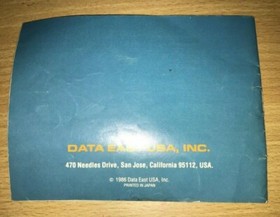 DATA EAST USA, INC.
470 Needles Drive, San Jose, California 95112, USA.
© 1986 Data East USA, Inc.
PRINTED IN JAPAN